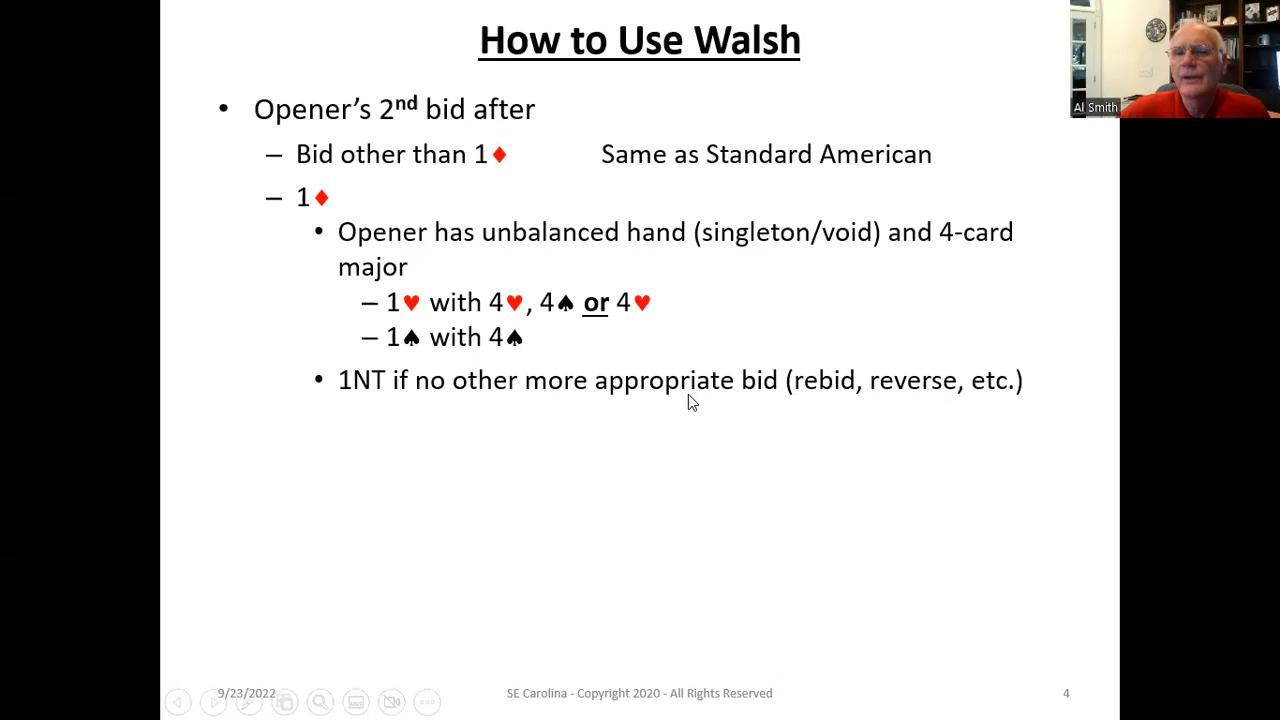 How to Use Walsh
• Opener's 2nd bid after
– Bid other than 1♦ Same as Standard American
– 1♦
• Opener has unbalanced hand (singleton/void) and 4-card
major
– 1♥ with 4♥, 4♠ or 4♥
– 1♠ with 4♠
• 1NT if no other more appropriate bid (rebid, reverse, etc.)
9/23/2022
SE Carolina - Copyright 2020 - All Rights Reserved
4
Al Smith